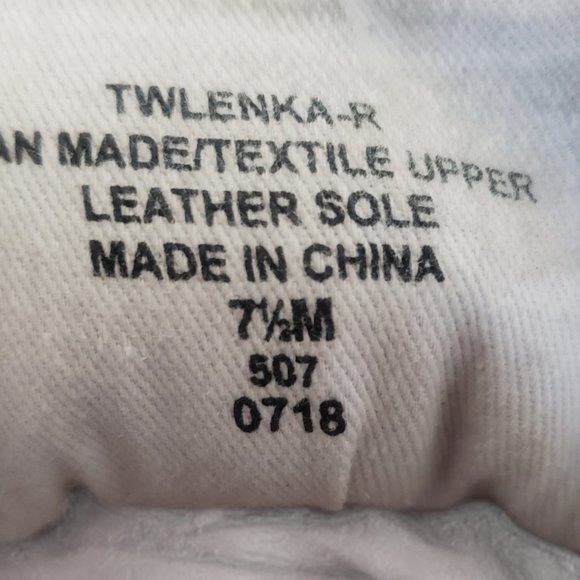 TWLENKA-R
AN MADE/TEXTILE UPPER
LEATHER SOLE
MADE IN CHINA
7½M
507
0718